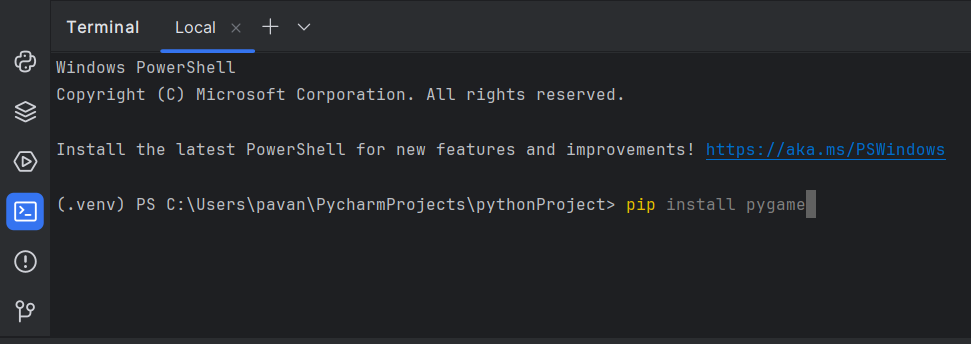 Terminal Local
Windows PowerShell
Copyright (C) Microsoft Corporation. All rights reserved.
Install the latest PowerShell for new features and improvements! https://aka.ms/PSWindows
(.venv) PS C:\Users\pavan\PycharmProjects\pythonProject> pip install pygame